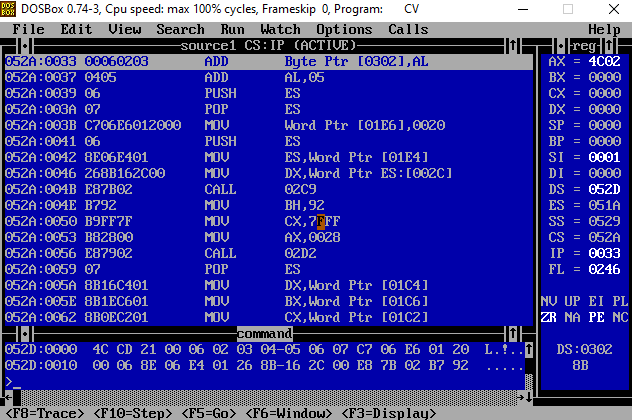 DOSBox 0.74-3, Cpu speed: max 100% cycles, Frameskip 0, Program: CV
File Edit View Search Run Watch Options Calls Help
source1 CS:IP (ACTIVE)
reg
052A:0033 00060203 ADD Byte Ptr [0302],AL
052A:0037 0405 ADD AL,05
052A:0039 06 PUSH ES
052A:003A 07 POP ES
052A:003B C706E6012000 MOV Word Ptr [01E6],0020
052A:0041 06 PUSH ES
052A:0042 8E06E401 MOV ES,Word Ptr [01E4]
052A:0046 268B162C00 MOV DX,Word Ptr ES:[002C]
052A:004B E87B02 CALL 02C9
052A:004E B792 MOV BH,92
052A:0050 B9FF7F MOV CX,7FFF
052A:0053 B82800 MOV AX,0028
052A:0056 E87902 CALL 02D2
052A:0059 07 POP ES
052A:005A 8B16C401 MOV DX,Word Ptr [01C4]
052A:005E 8B1EC601 MOV BX,Word Ptr [01C6]
052A:0062 8B0EC201 MOV CX,Word Ptr [01C2]
AX = 4C02
BX = 0000
CX = 0000
DX = 0000
SP = 0000
BP = 0000
SI = 0001
DI = 0000
DS = 052D
ES = 051A
SS = 0529
CS = 052A
IP = 0033
FL = 0246
NV UP EI PL
ZR NA PE NC
DS:0302
8B
command
052D:0000 4C CD 21 00 06 02 03 04-05 06 07 C7 06 E6 01 20 L.!..
052D:0010 00 06 8E 06 E4 01 26 8B-16 2C 00 E8 7B 02 B7 92 .....
>
<F8=Trace> <F10=Step> <F5=Go> <F6=Window> <F3=Display>